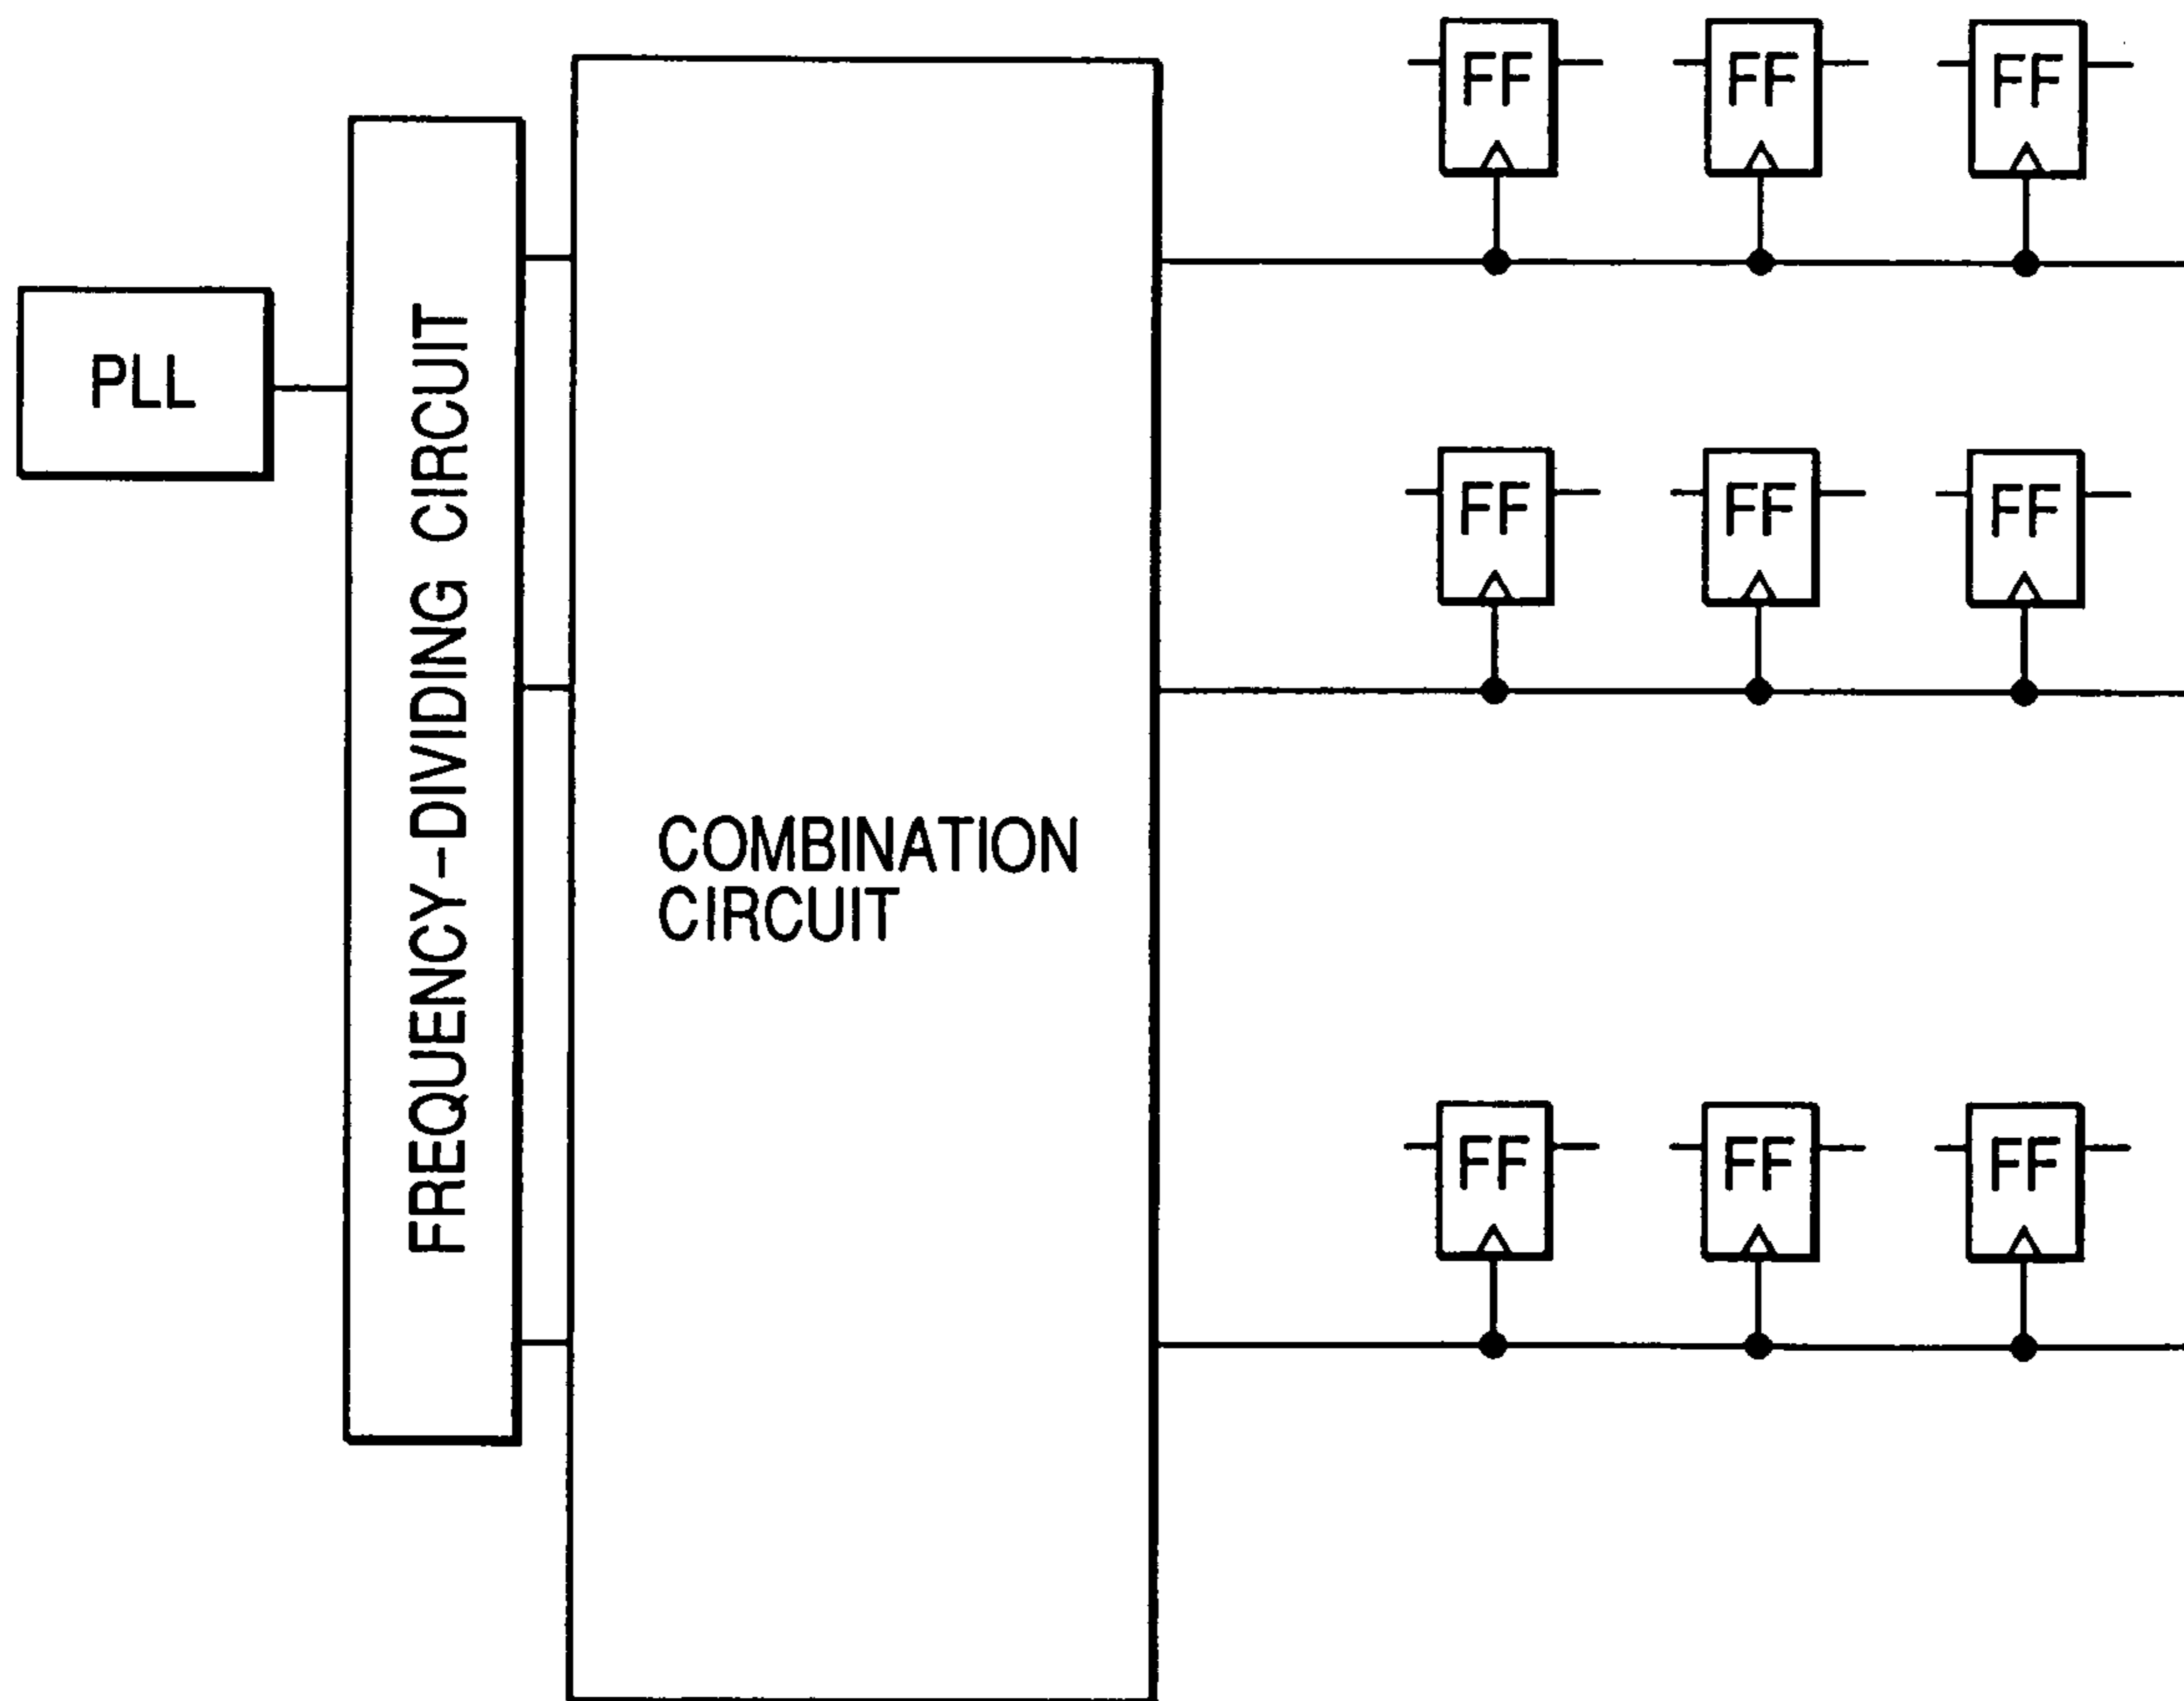 FF FF FF
PLL
FREQUENCY-DIVIDING CIRCUIT
FF FF FF
COMBINATION
CIRCUIT
FF FF FF